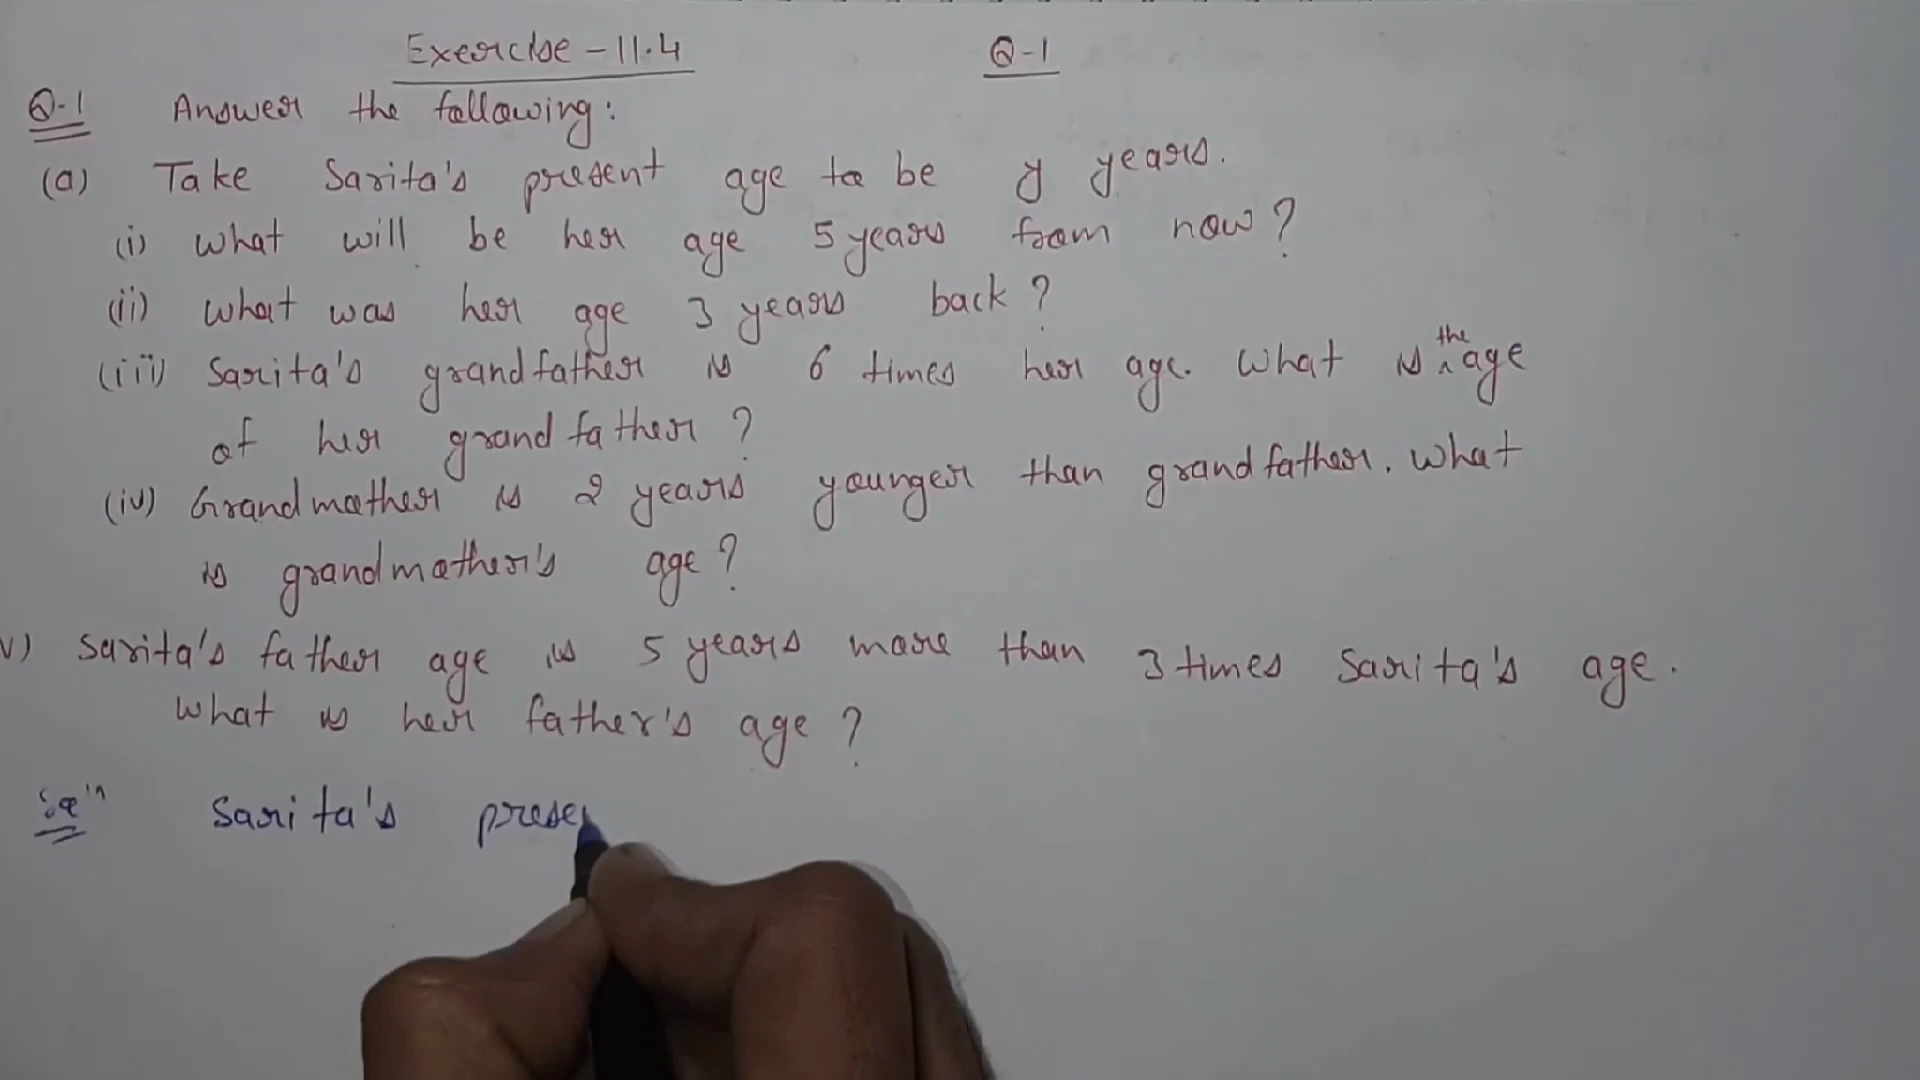 Exercise - 11.4 Q-1
Q-1 Answer the following:
(a) Take Sarita's present age to be y years.
(i) What will be her age 5 years from now?
(ii) What was her age 3 years back?
(iii) Sarita's grandfather is 6 times her age. What is the age
of her grandfather?
(iv) Grandmother is 2 years younger than grandfather. What
is grandmother's age?
v) Sarita's father age is 5 years more than 3 times Sarita's age.
What is her father's age?
Sarita's prese